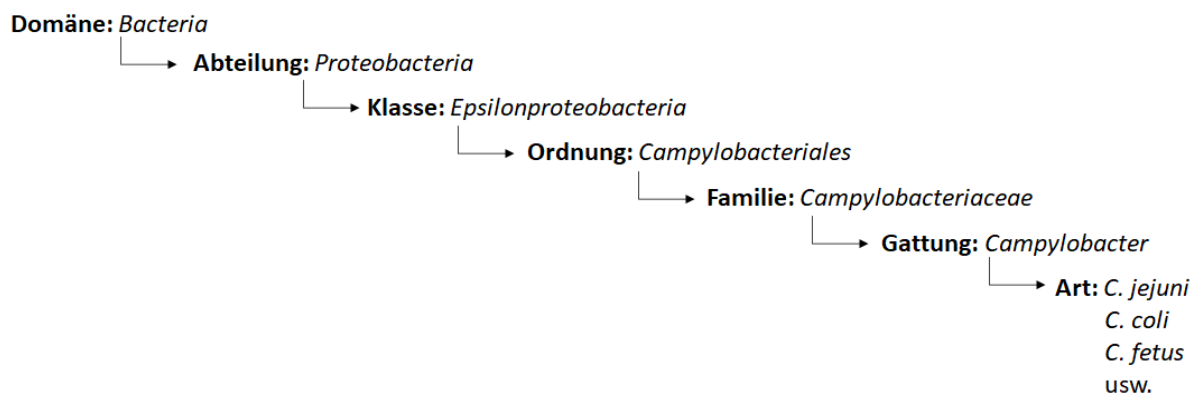 Domäne: Bacteria
Abteilung: Proteobacteria
Klasse: Epsilonproteobacteria
Ordnung: Campylobacteriales
Familie: Campylobacteriaceae
Gattung: Campylobacter
Art: C. jejuni
C. coli
C. fetus
usw.